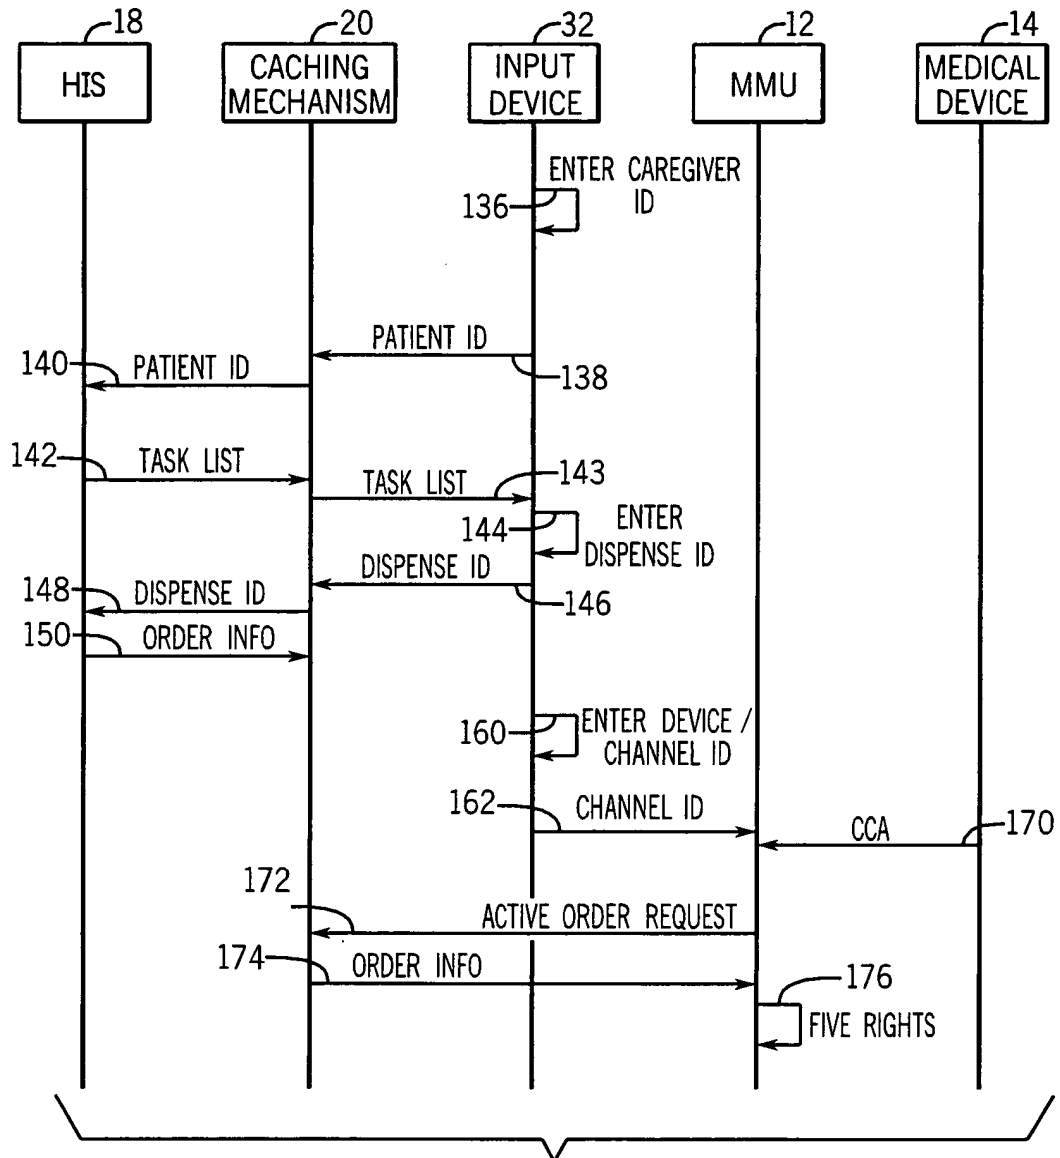 18
20
32
12
14
HIS
CACHING
MECHANISM
INPUT
DEVICE
MMU
MEDICAL
DEVICE
ENTER CAREGIVER
ID
136
PATIENT ID
138
140
PATIENT ID
142
TASK LIST
TASK LIST
143
144
ENTER
DISPENSE ID
DISPENSE ID
146
148
DISPENSE ID
150
ORDER INFO
160
ENTER DEVICE /
CHANNEL ID
162
CHANNEL ID
CCA
170
172
ACTIVE ORDER REQUEST
174
ORDER INFO
176
FIVE RIGHTS